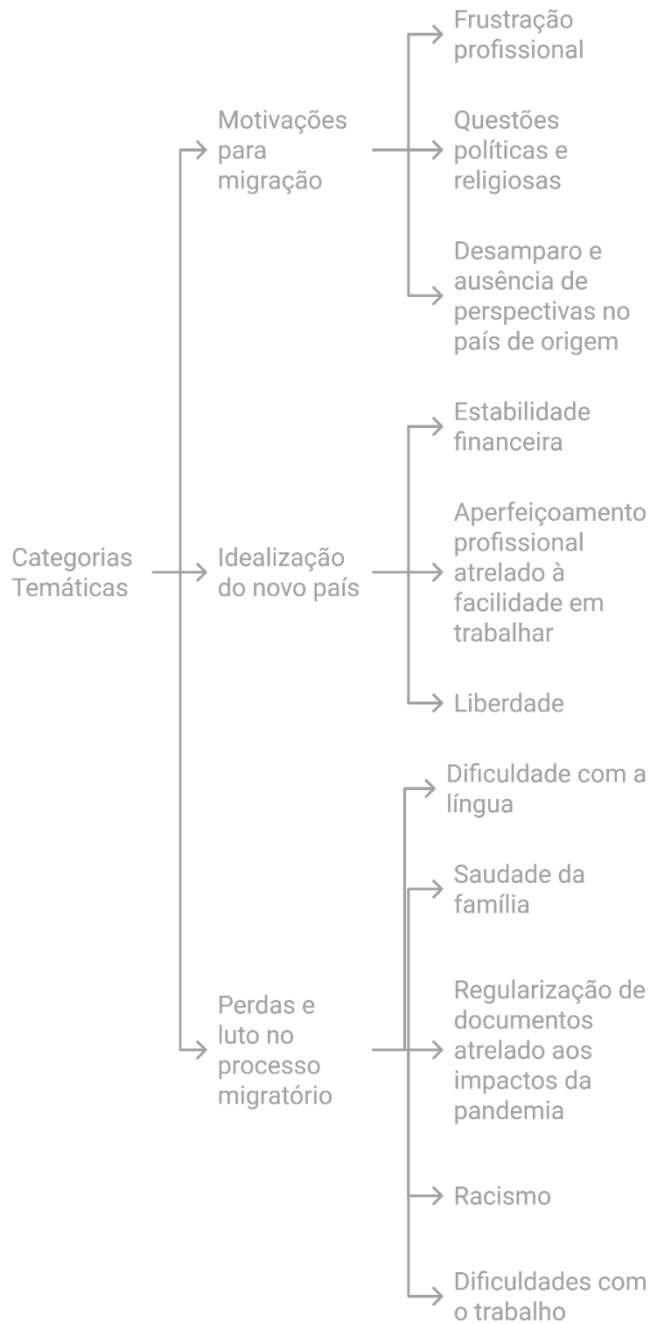 Categorias
Temáticas
Motivações
para
migração
Frustração
profissional
Questões
políticas e
religiosas
Desamparo e
ausência de
perspectivas no
país de origem
Idealização
do novo país
Estabilidade
financeira
Aperfeiçoamento
profissional
atrelado à
facilidade em
trabalhar
Liberdade
Perdas e
luto no
processo
migratório
Dificuldade com a
língua
Saudade da
família
Regularização de
documentos
atrelado aos
impactos da
pandemia
Racismo
Dificuldades com
o trabalho